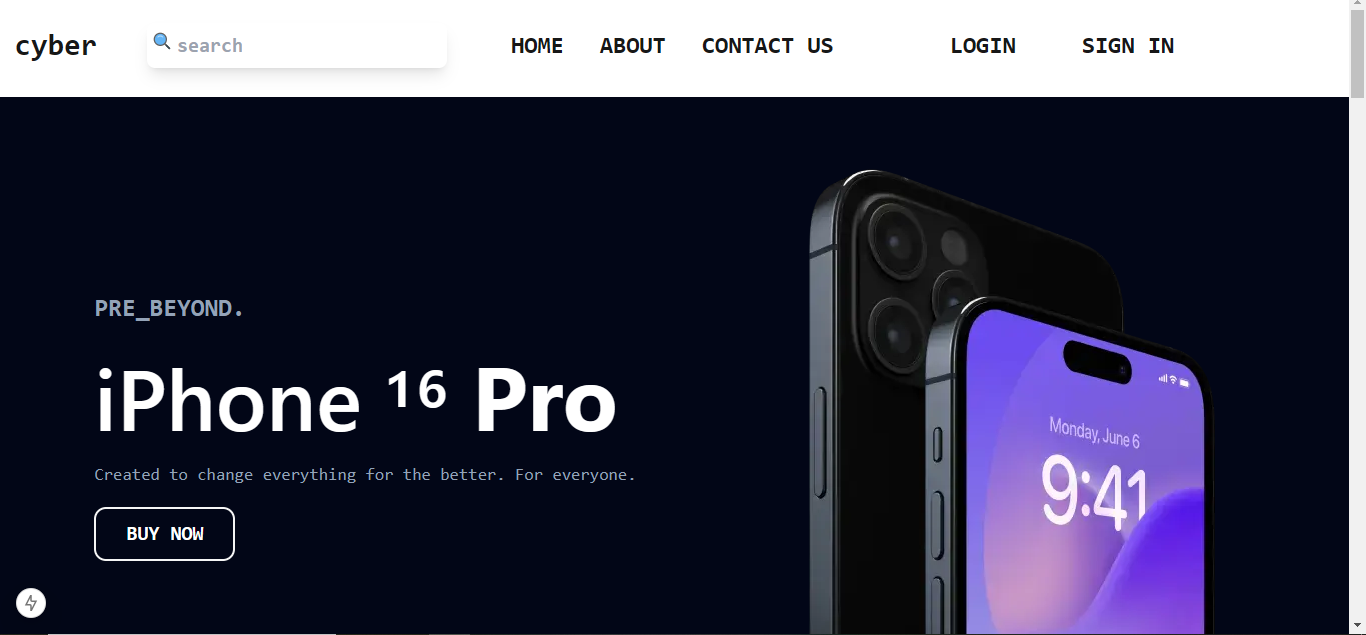 cyber
search
HOME ABOUT CONTACT US
LOGIN SIGN IN
PRE_BEYOND.
iPhone ¹⁶ Pro
Created to change everything for the better. For everyone.
BUY NOW
Monday, June 6
9:41